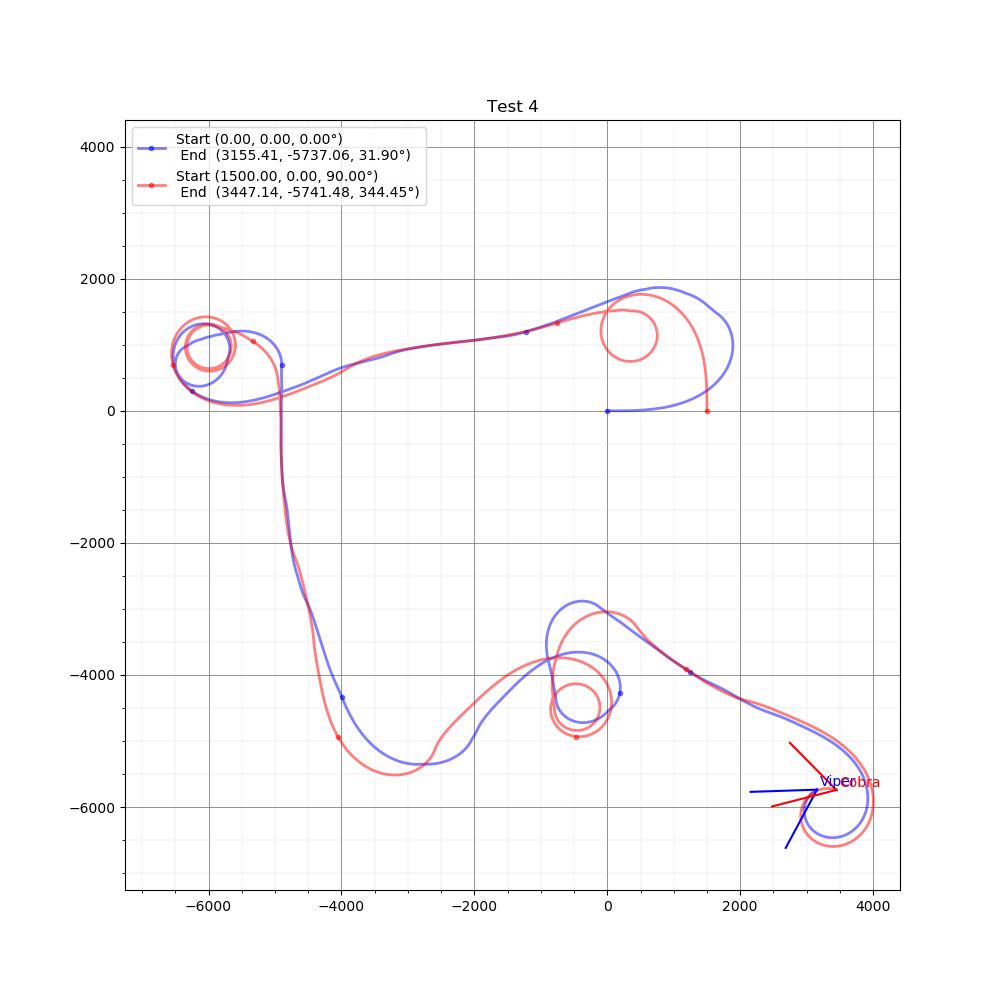 Test 4
Start (0.00, 0.00, 0.00°)
End  (3155.41, -5737.06, 31.90°)
Start (1500.00, 0.00, 90.00°)
End  (3447.14, -5741.48, 344.45°)
4000
2000
0
−2000
−4000
−6000
Viper
Cobra
−6000
−4000
−2000
0
2000
4000